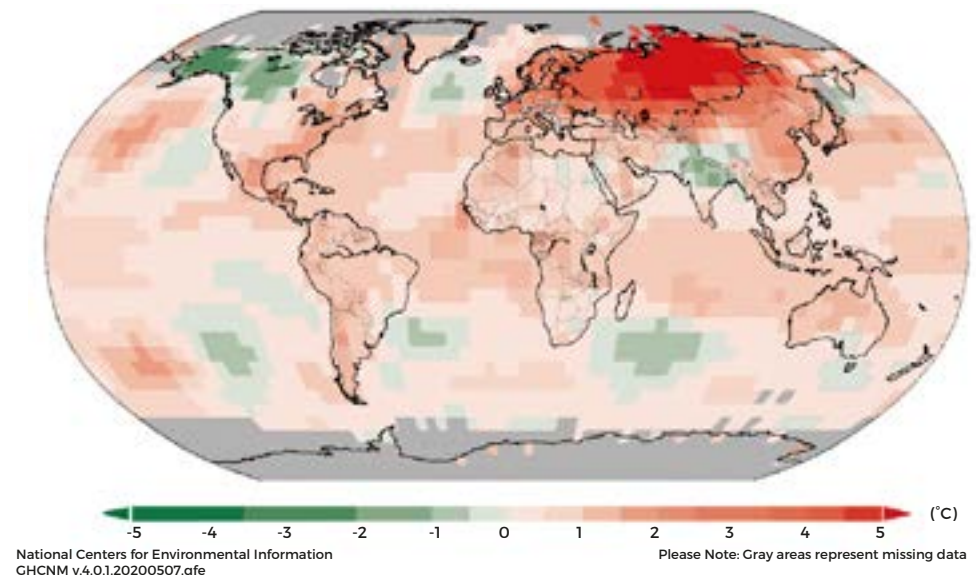 -5 -4 -3 -2 -1 0 1 2 3 4 5 (°C)
National Centers for Environmental Information
Please Note: Gray areas represent missing data
GHCNM v.4.0.1.20200507.qfe